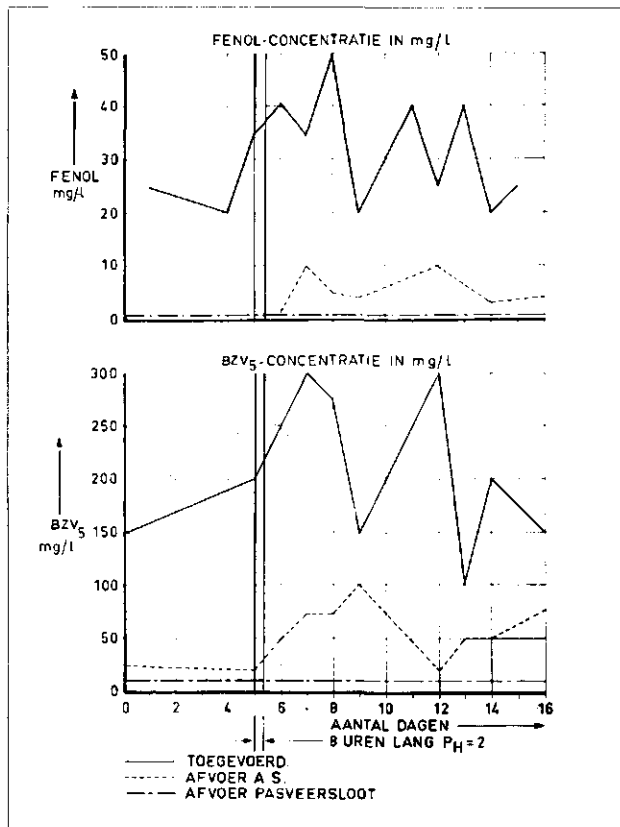 FENOL-CONCENTRATIE IN mg/l
50
40
FENOL
mg/l
30
20
10
0
BZV5-CONCENTRATIE IN mg/l
300
250
200
BZV5
mg/l
150
100
50
0
0 2 4 6 8 10 12 14 16
AANTAL DAGEN
8 UREN LANG PH=2
TOEGEVOERD.
AFVOER A S.
AFVOER PASVEERSLOOT